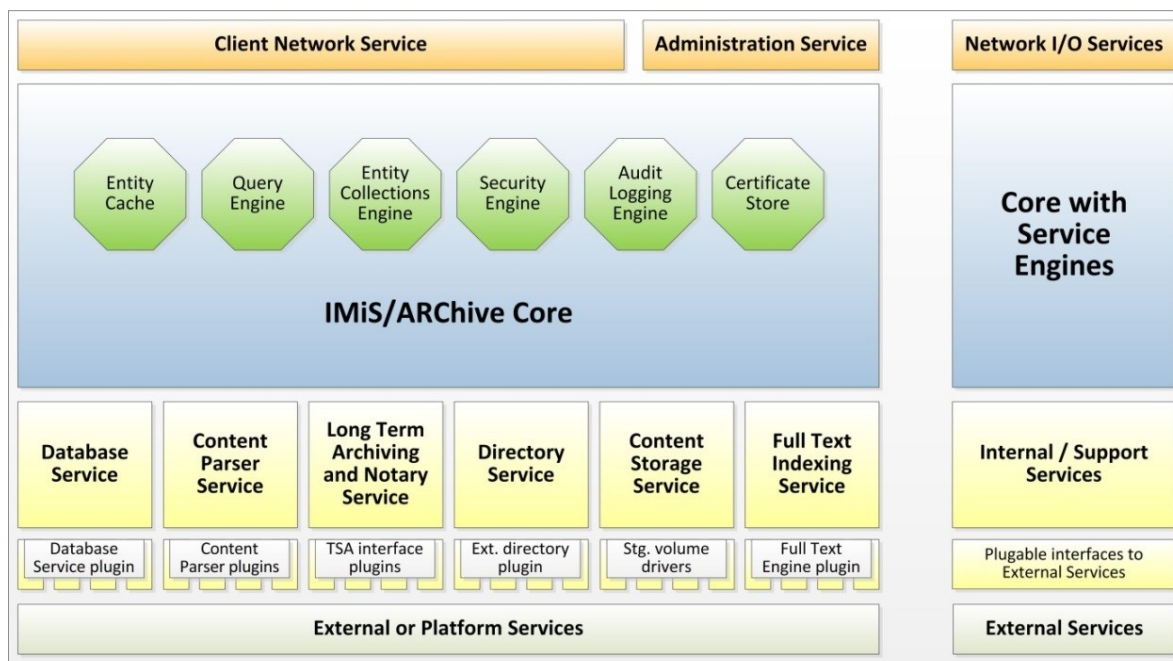 Client Network Service
Administration Service
Network I/O Services
Entity
Cache
Query
Engine
Entity
Collections
Engine
Security
Engine
Audit
Logging
Engine
Certificate
Store
IMiS/ARChive Core
Core with
Service
Engines
Database
Service
Content
Parser
Service
Long Term
Archiving
and Notary
Service
Directory
Service
Content
Storage
Service
Full Text
Indexing
Service
Internal / Support
Services
Database
Service plugin
Content
Parser plugins
TSA interface
plugins
Ext. directory
plugin
Stg. volume
drivers
Full Text
Engine plugin
Plugable interfaces to
External Services
External or Platform Services
External Services